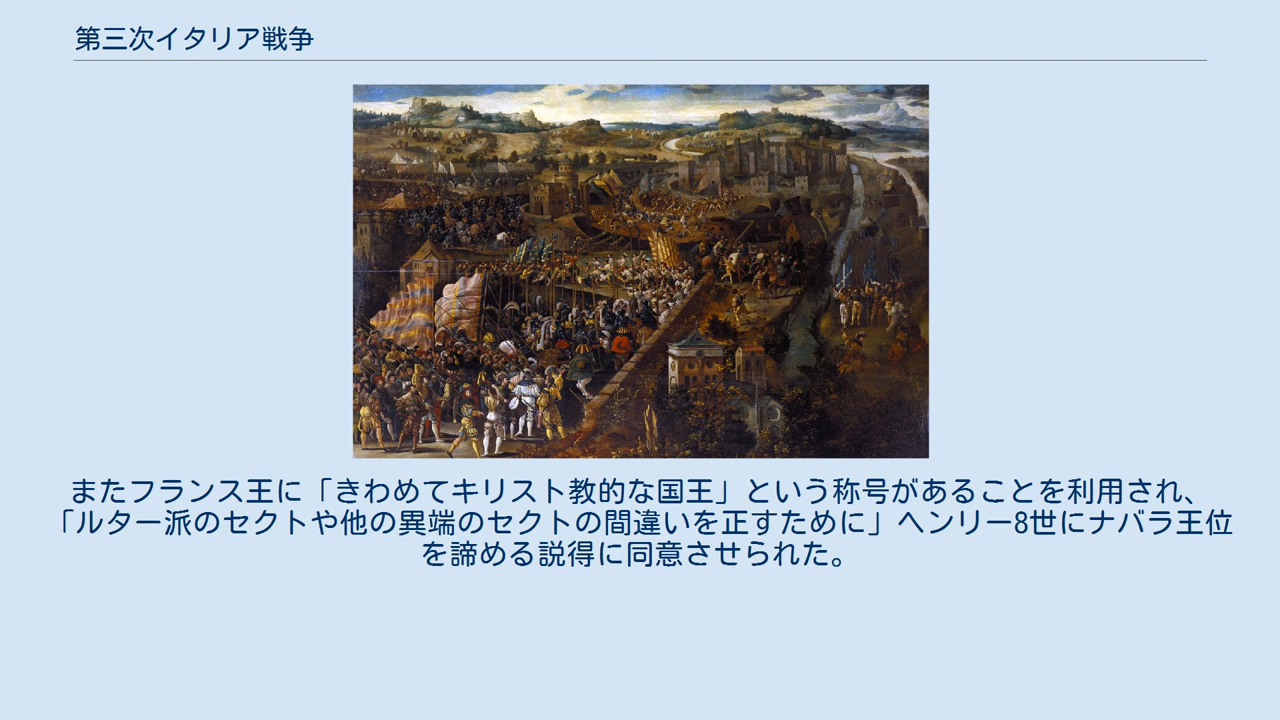 第三次イタリア戦争
またフランス王に「きわめてキリスト教的な国王」という称号があることを利用され、
「ルター派のセクトや他の異端のセクトの間違いを正すために」ヘンリー8世にナバラ王位
を諦める説得に同意させられた。